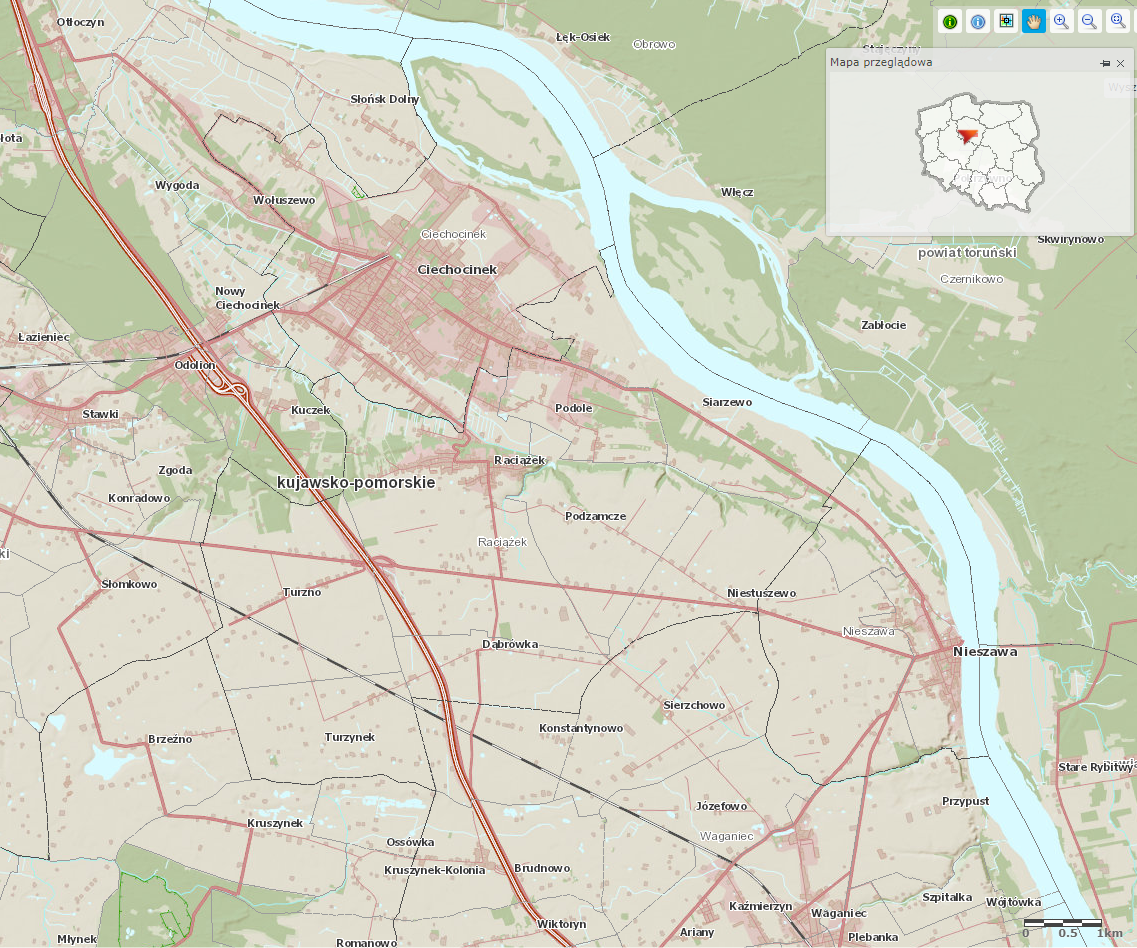 Otłoczyn
Łęk-Osiek
Obrowo
Mapa przeglądowa
Słońsk Dolny
Wygoda
Wołuszewo
Włęcz
Ciechocinek
Ciechocinek
Skwirynowo
powiat toruński
Czernikowo
Nowy
Ciechocinek
Łazieniec
Zabłocie
Odolion
Stawki
Kuczek
Podole
Siarzewo
Zgoda
Raciążek
kujawsko-pomorskie
Konradowo
Podzamcze
Raciążek
ki
Słomkowo
Turzno
Niestuszewo
Nieszawa
Dąbrówka
Nieszawa
Sierzchowo
Konstantynowo
Brzeźno
Turzynek
Stare Rybitwy
Przypust
Józefowo
Kruszynek
Waganiec
Ossówka
Kruszynek-Kolonia
Brudnowo
Szpitalka
Wójtówka
Kaźmierzyn
Waganiec
Wiktoryn
Ariany
Plebanka
Młynek
Romanowo
0 0.5 1km